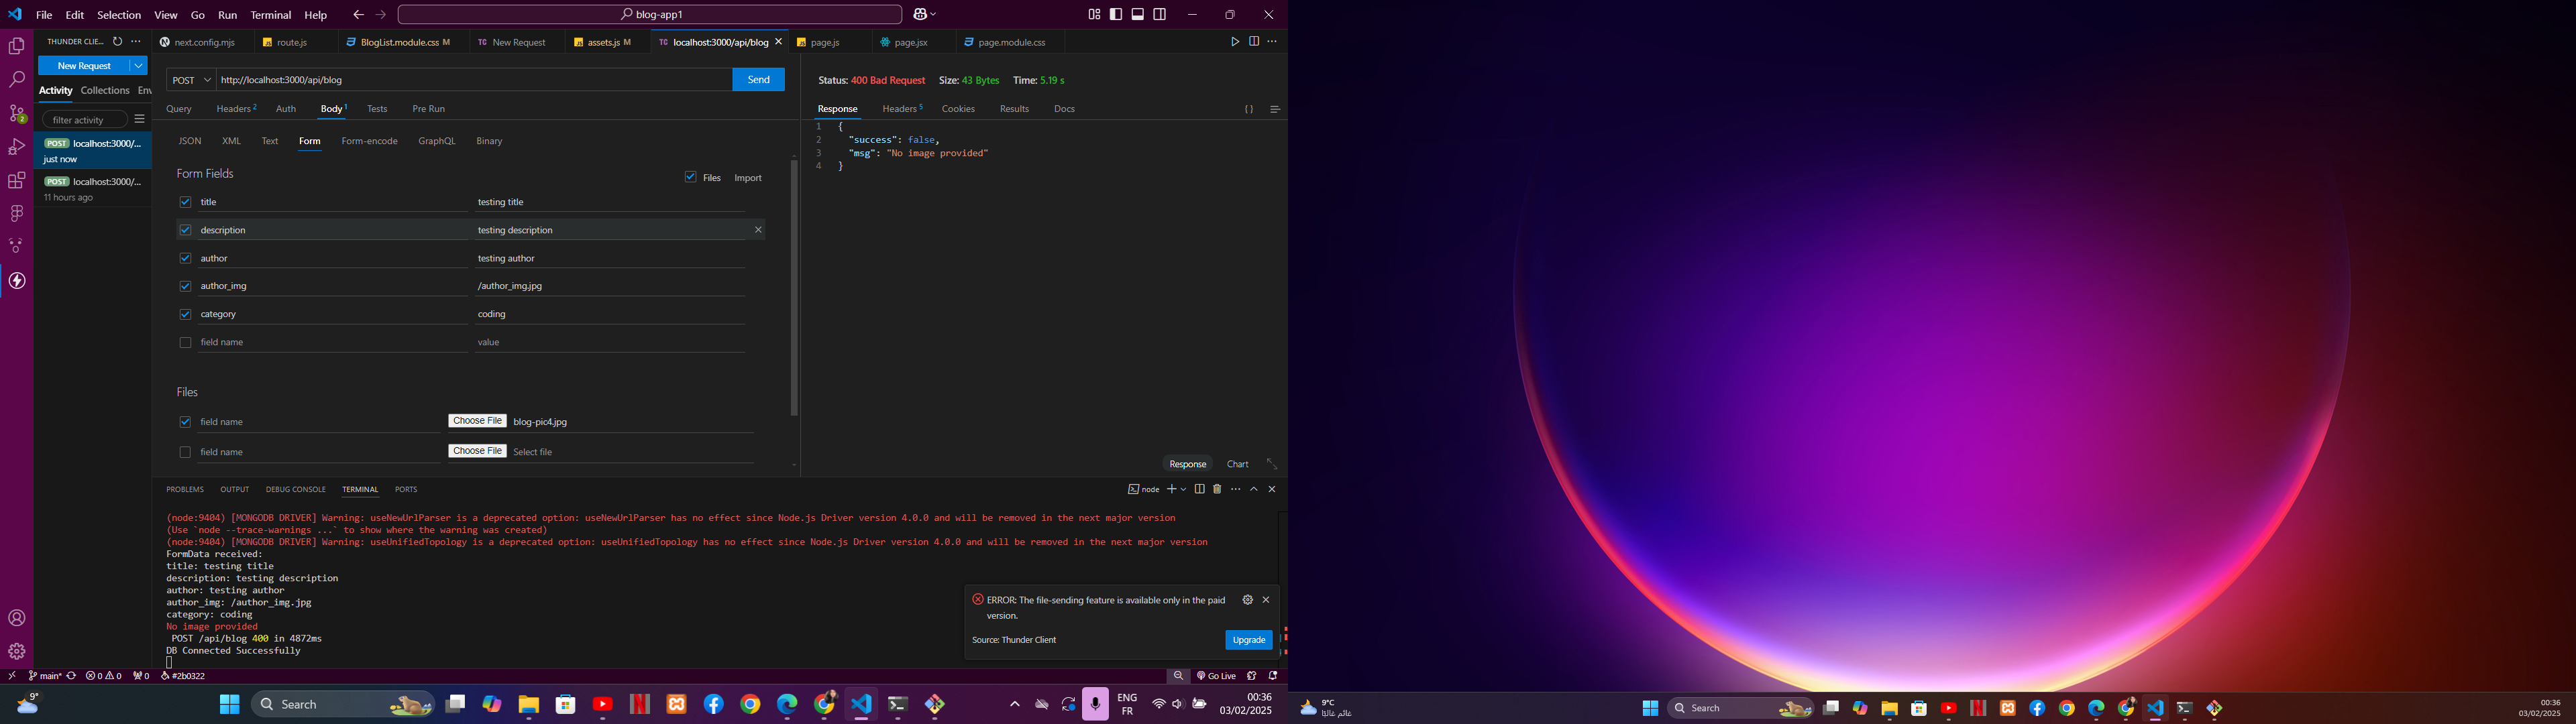 File Edit Selection View Go Run Terminal Help
blog-app1
THUNDER CLIE...
next.config.mjs
route.js
BlogList.module.css M
New Request
assets.js M
localhost:3000/api/blog
page.js
page.jsx
page.module.css
New Request
Activity Collections Env
filter activity
POST localhost:3000/...
just now
POST localhost:3000/...
11 hours ago
2
POST http://localhost:3000/api/blog Send
Query Headers 2 Auth Body 1 Tests Pre Run
JSON XML Text Form Form-encode GraphQL Binary
Form Fields
Files Import
title testing title
description testing description
author testing author
author_img /author_img.jpg
category coding
field name value
Files
field name Choose File blog-pic4.jpg
field name Choose File Select file
Status: 400 Bad Request Size: 43 Bytes Time: 5.19 s
Response Headers 5 Cookies Results Docs
{ }
1 {
2 "success": false,
3 "msg": "No image provided"
4 }
Response Chart
PROBLEMS OUTPUT DEBUG CONSOLE TERMINAL PORTS
node
(node:9404) [MONGODB DRIVER] Warning: useNewUrlParser is a deprecated option: useNewUrlParser has no effect since Node.js Driver version 4.0.0 and will be removed in the next major version
(Use `node --trace-warnings ...` to show where the warning was created)
(node:9404) [MONGODB DRIVER] Warning: useUnifiedTopology is a deprecated option: useUnifiedTopology has no effect since Node.js Driver version 4.0.0 and will be removed in the next major version
FormData received:
title: testing title
description: testing description
author: testing author
author_img: /author_img.jpg
category: coding
No image provided
POST /api/blog 400 in 4872ms
DB Connected Successfully
ERROR: The file-sending feature is available only in the paid
version.
Source: Thunder Client
Upgrade
main* 0 0 0 #2b0322
Go Live
9°
Search
ENG
FR
00:36
03/02/2025
9°C
غائم غالبًا
Search
00:36
03/02/2025